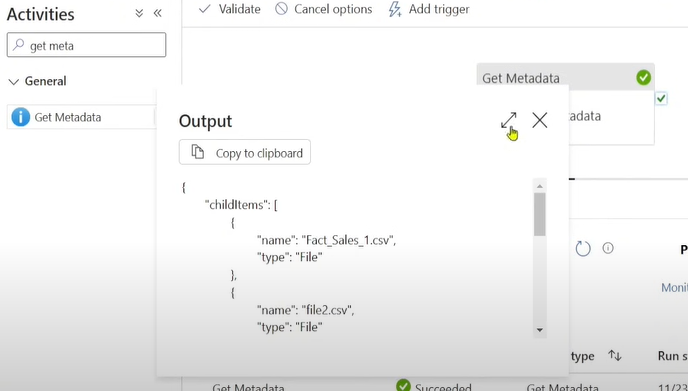 Activities
Validate
Cancel options
Add trigger
get meta
General
Get Metadata
Get Metadata
Output
Copy to clipboard
{
"childItems": [
{
"name": "Fact_Sales_1.csv",
"type": "File"
},
{
"name": "file2.csv",
"type": "File"
adata
P
Monit
type
Run s
Get Metadata
Succeeded
Get Metadata
11/23